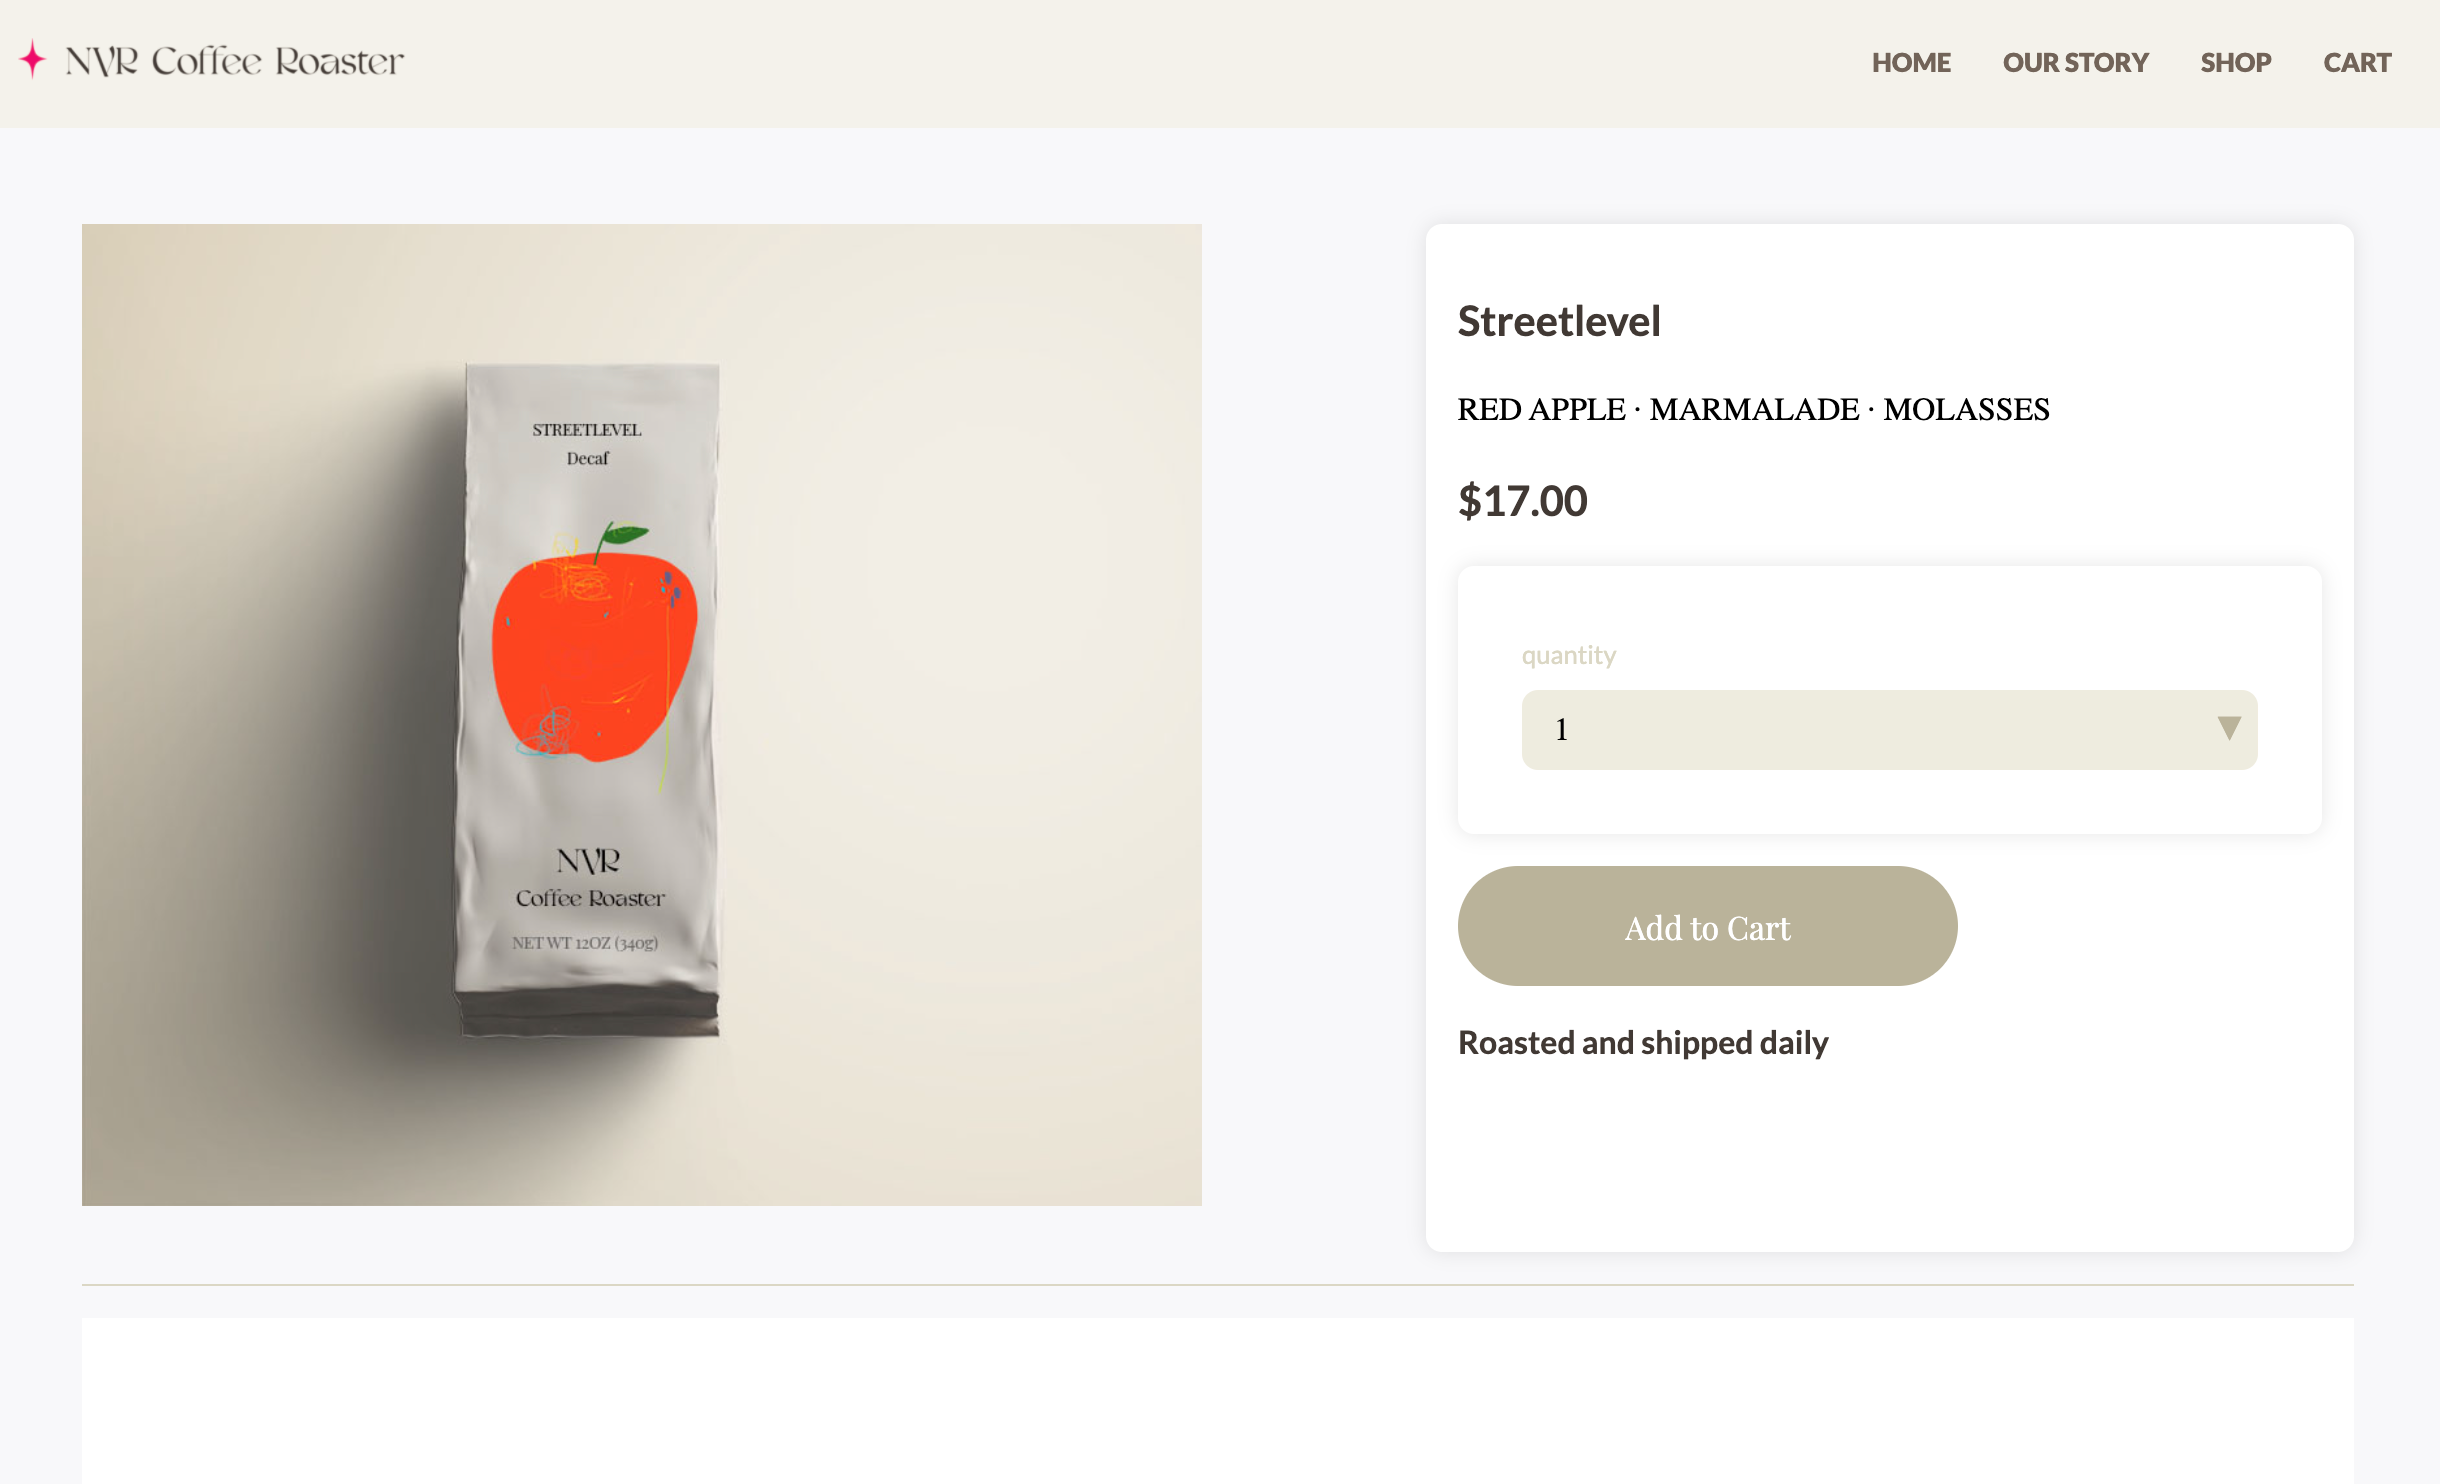 NVR Coffee Roaster
HOME
OUR STORY
SHOP
CART
STREETLEVEL
Decaf
NVR
Coffee Roaster
NET WT 12OZ (340g)
Streetlevel
RED APPLE · MARMALADE · MOLASSES
$17.00
quantity
1
Add to Cart
Roasted and shipped daily